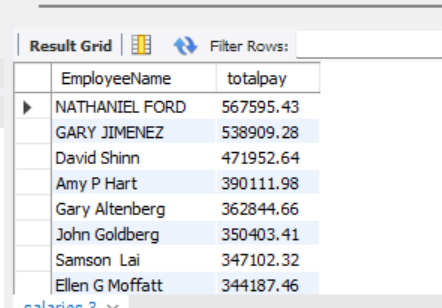 Result Grid Filter Rows:
EmployeeName totalpay
NATHANIEL FORD 567595.43
GARY JIMENEZ 538909.28
David Shinn 471952.64
Amy P Hart 390111.98
Gary Altenberg 362844.66
John Goldberg 350403.41
Samson  Lai 347102.32
Ellen G Moffatt 344187.46
salaries 3